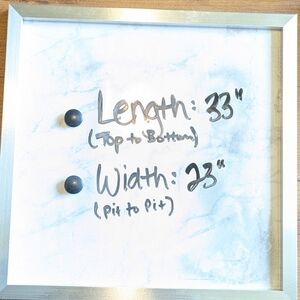 Length: 33"
(Top to Bottom)
Width: 23"
(pit to pit)